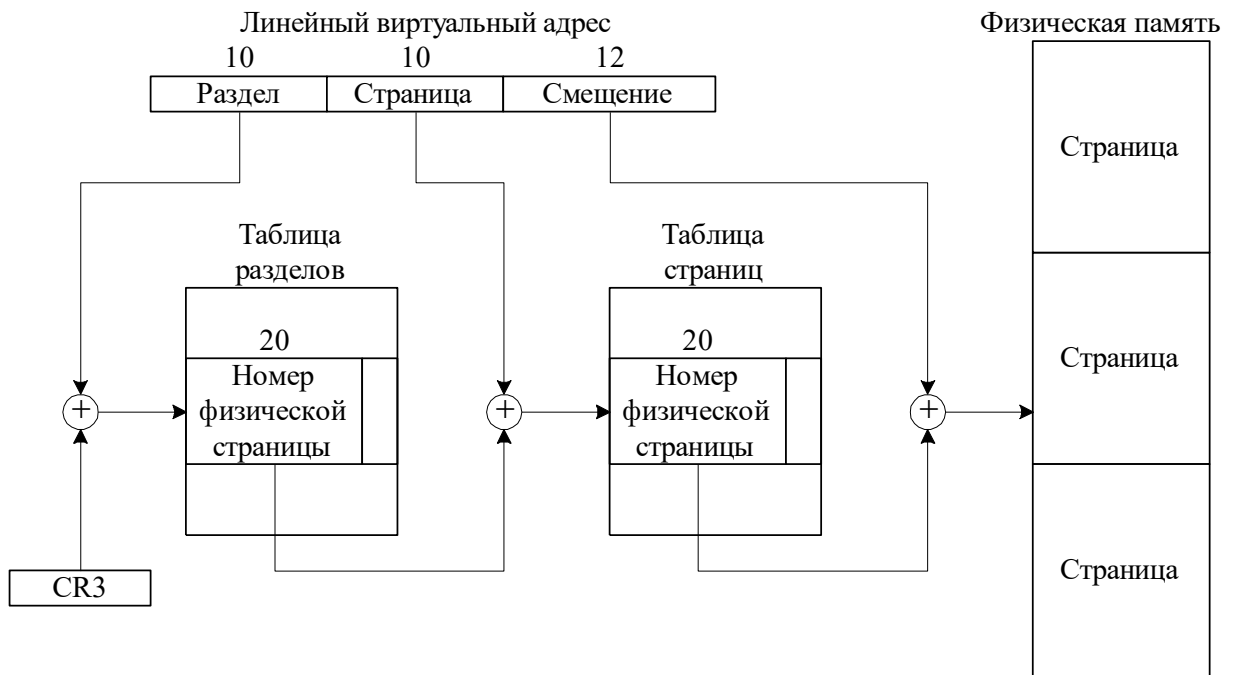 Линейный виртуальный адрес
Физическая память
10
10
12
Раздел
Страница
Смещение
Страница
Таблица
разделов
Таблица
страниц
20
20
Номер
физической
страницы
Номер
физической
страницы
Страница
+
+
+
CR3
Страница